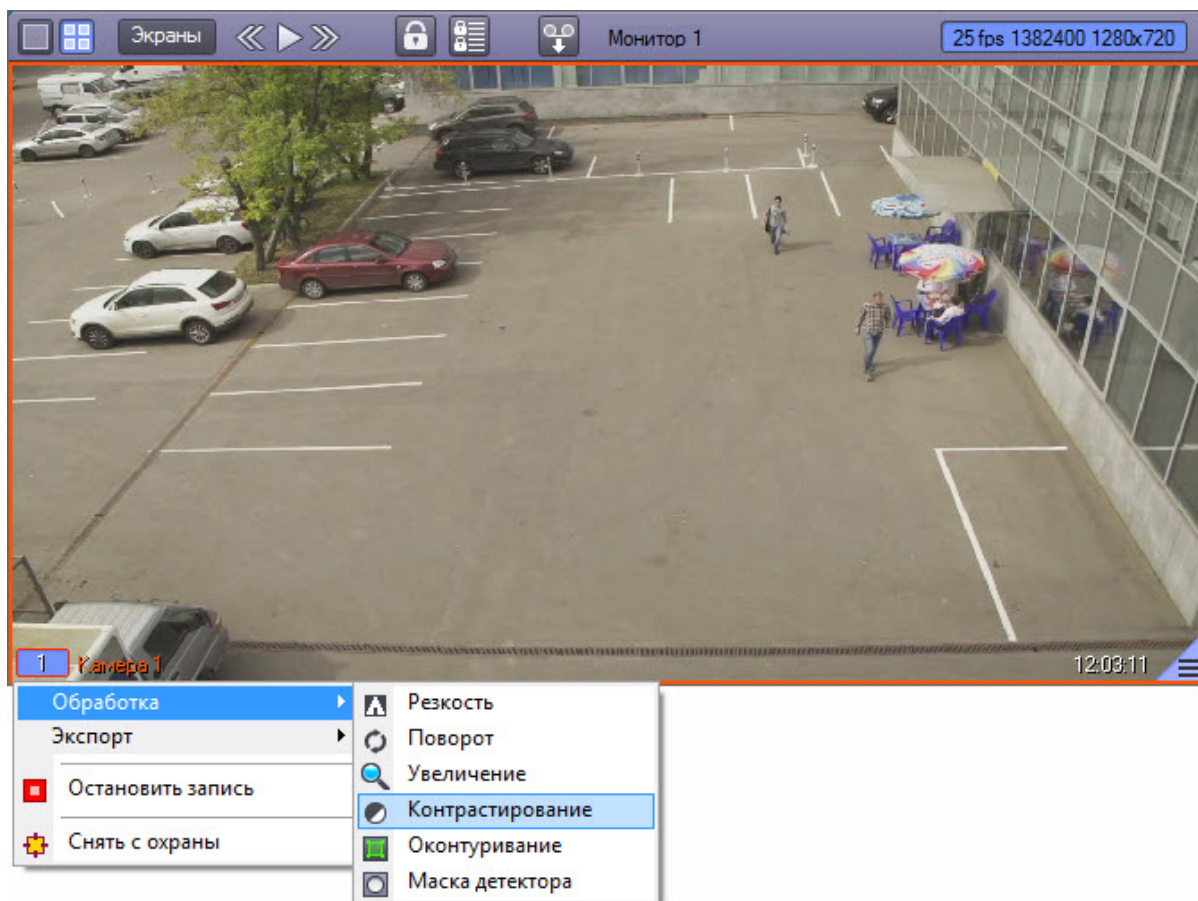 Экраны
Монитор 1
25 fps 1382400 1280x720
1 Камера 1
12:03:11
Обработка
Экспорт
Остановить запись
Снять с охраны
Резкость
Поворот
Увеличение
Контрастирование
Оконтуривание
Маска детектора